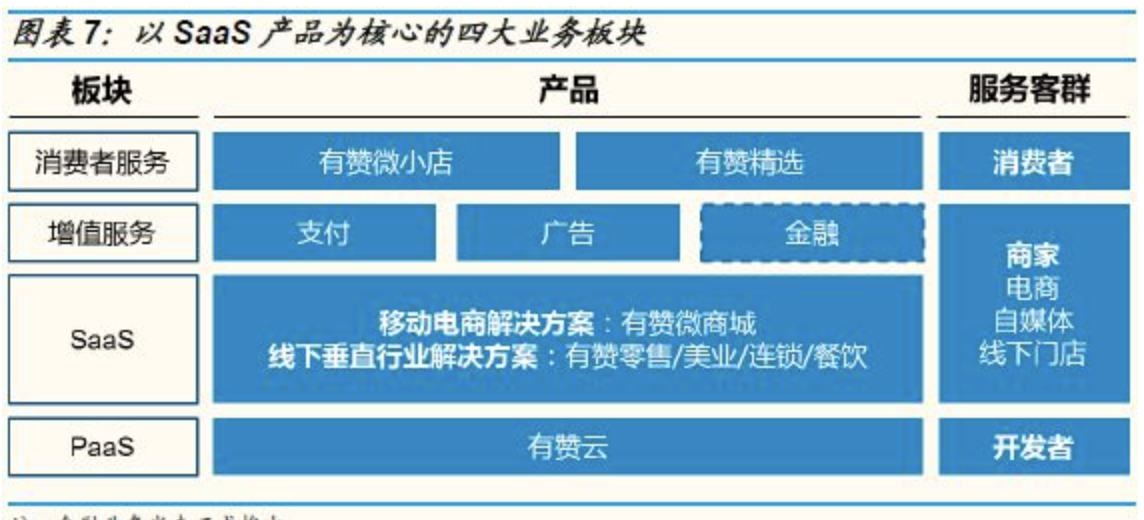 图表 7：以 SaaS 产品为核心的四大业务板块
板块 产品 服务客群
消费者服务 有赞微小店 有赞精选 消费者
增值服务 支付 广告 金融
商家
电商
自媒体
线下门店
SaaS
移动电商解决方案：有赞微商城
线下垂直行业解决方案：有赞零售/美业/连锁/餐饮
PaaS 有赞云 开发者